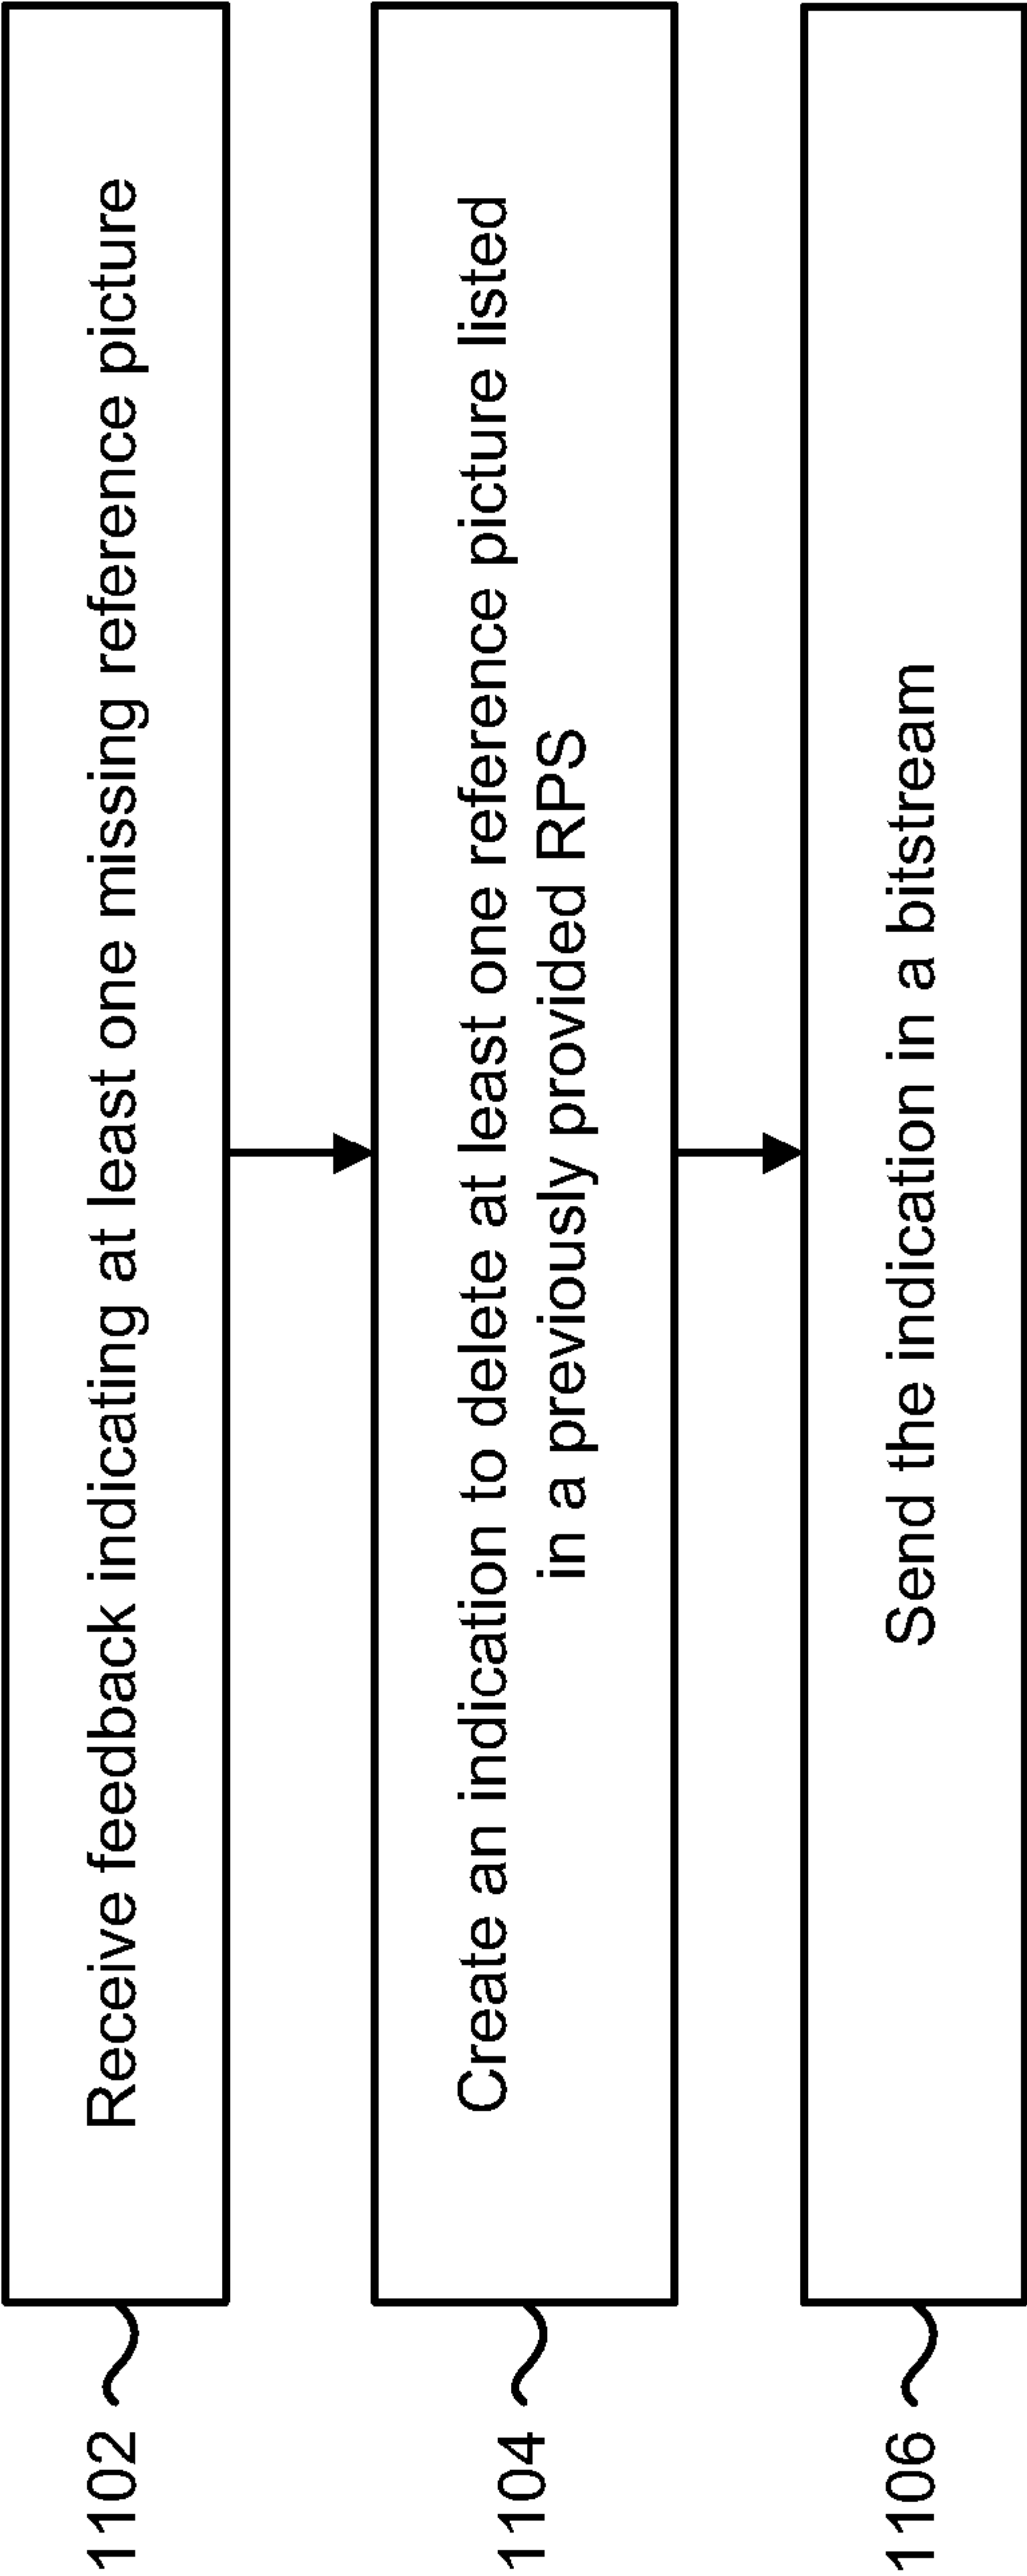 1102
Receive feedback indicating at least one missing reference picture
1104
Create an indication to delete at least one reference picture listed
in a previously provided RPS
1106
Send the indication in a bitstream